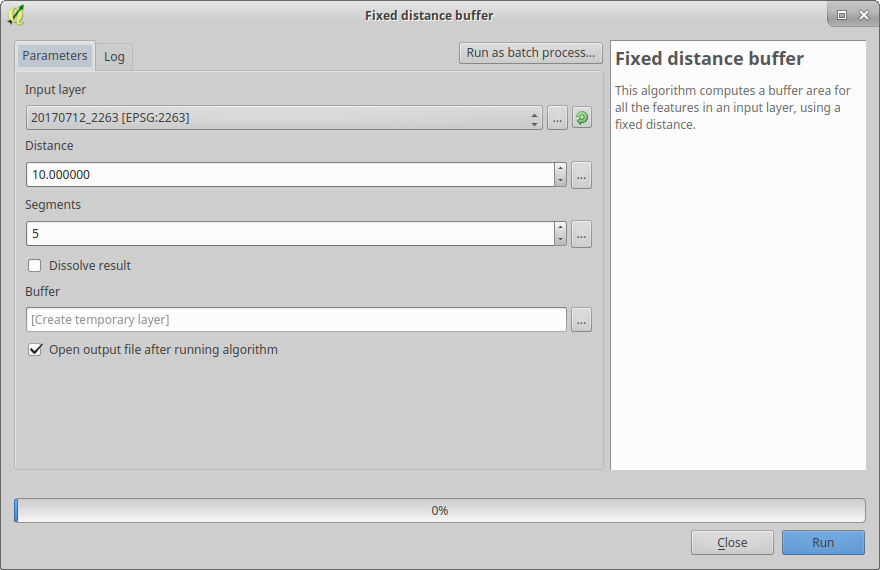 Fixed distance buffer
Parameters
Log
Run as batch process...
Input layer
20170712_2263 [EPSG:2263]
...
Distance
10.000000
...
Segments
5
...
Dissolve result
Buffer
[Create temporary layer]
...
Open output file after running algorithm
Fixed distance buffer
This algorithm computes a buffer area for
all the features in an input layer, using a
fixed distance.
0%
Close
Run